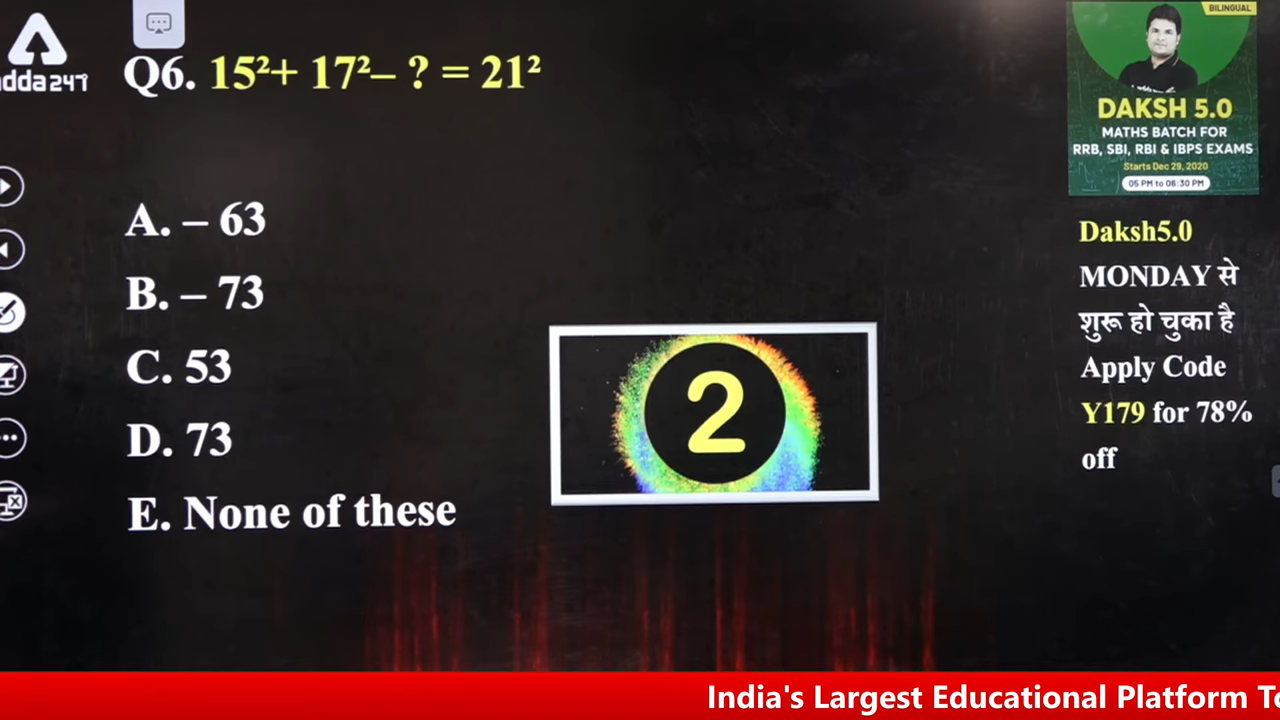 adda247
Q6. 15²+ 17²– ? = 21²
A. – 63
B. – 73
C. 53
D. 73
E. None of these
2
BILINGUAL
DAKSH 5.0
MATHS BATCH FOR
RRB, SBI, RBI & IBPS EXAMS
Starts Dec 29, 2020
05 PM to 06:30 PM
Daksh5.0
MONDAY से
शुरू हो चुका है
Apply Code
Y179 for 78%
off
India's Largest Educational Platform To